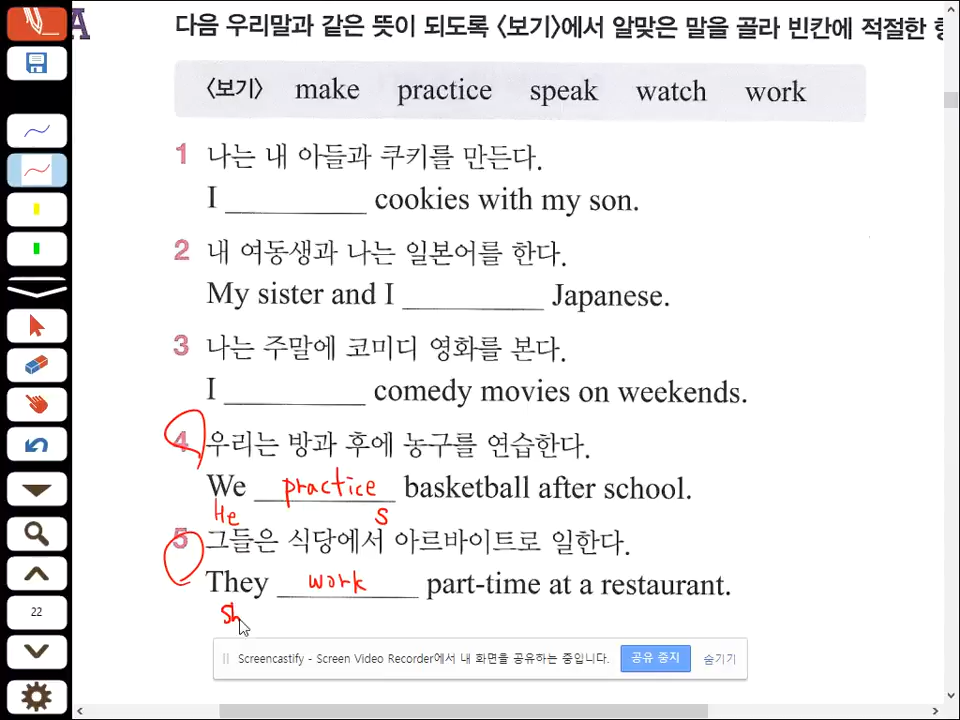 A
다음 우리말과 같은 뜻이 되도록 〈보기〉에서 알맞은 말을 골라 빈칸에 적절한
〈보기〉 make practice speak watch work
1 나는 내 아들과 쿠키를 만든다.
I __________ cookies with my son.
2 내 여동생과 나는 일본어를 한다.
My sister and I __________ Japanese.
3 나는 주말에 코미디 영화를 본다.
I __________ comedy movies on weekends.
4 우리는 방과 후에 농구를 연습한다.
We practice basketball after school.
He s
5 그들은 식당에서 아르바이트로 일한다.
They work part-time at a restaurant.
Sh
22
Screencastify - Screen Video Recorder에서 내 화면을 공유하는 중입니다. 공유 중지 숨기기